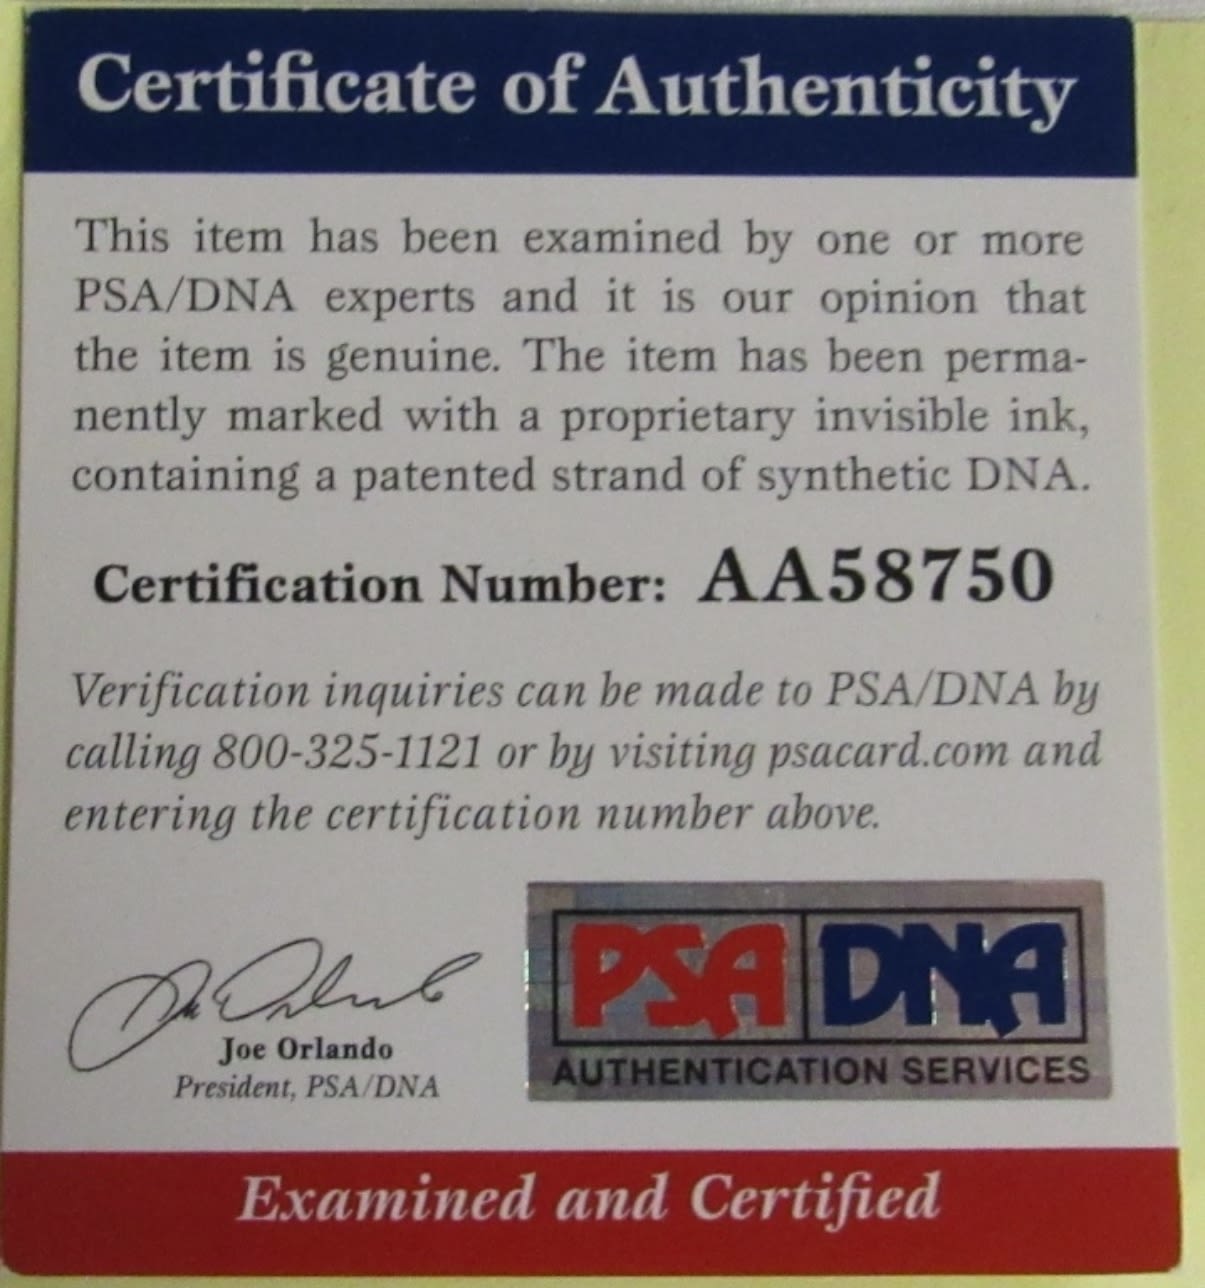 Certificate of Authenticity
This item has been examined by one or more
PSA/DNA experts and it is our opinion that
the item is genuine. The item has been perma-
nently marked with a proprietary invisible ink,
containing a patented strand of synthetic DNA.
Certification Number: AA58750
Verification inquiries can be made to PSA/DNA by
calling 800-325-1121 or by visiting psacard.com and
entering the certification number above.
Joe Orlando
President, PSA/DNA
PSA DNA
AUTHENTICATION SERVICES
Examined and Certified